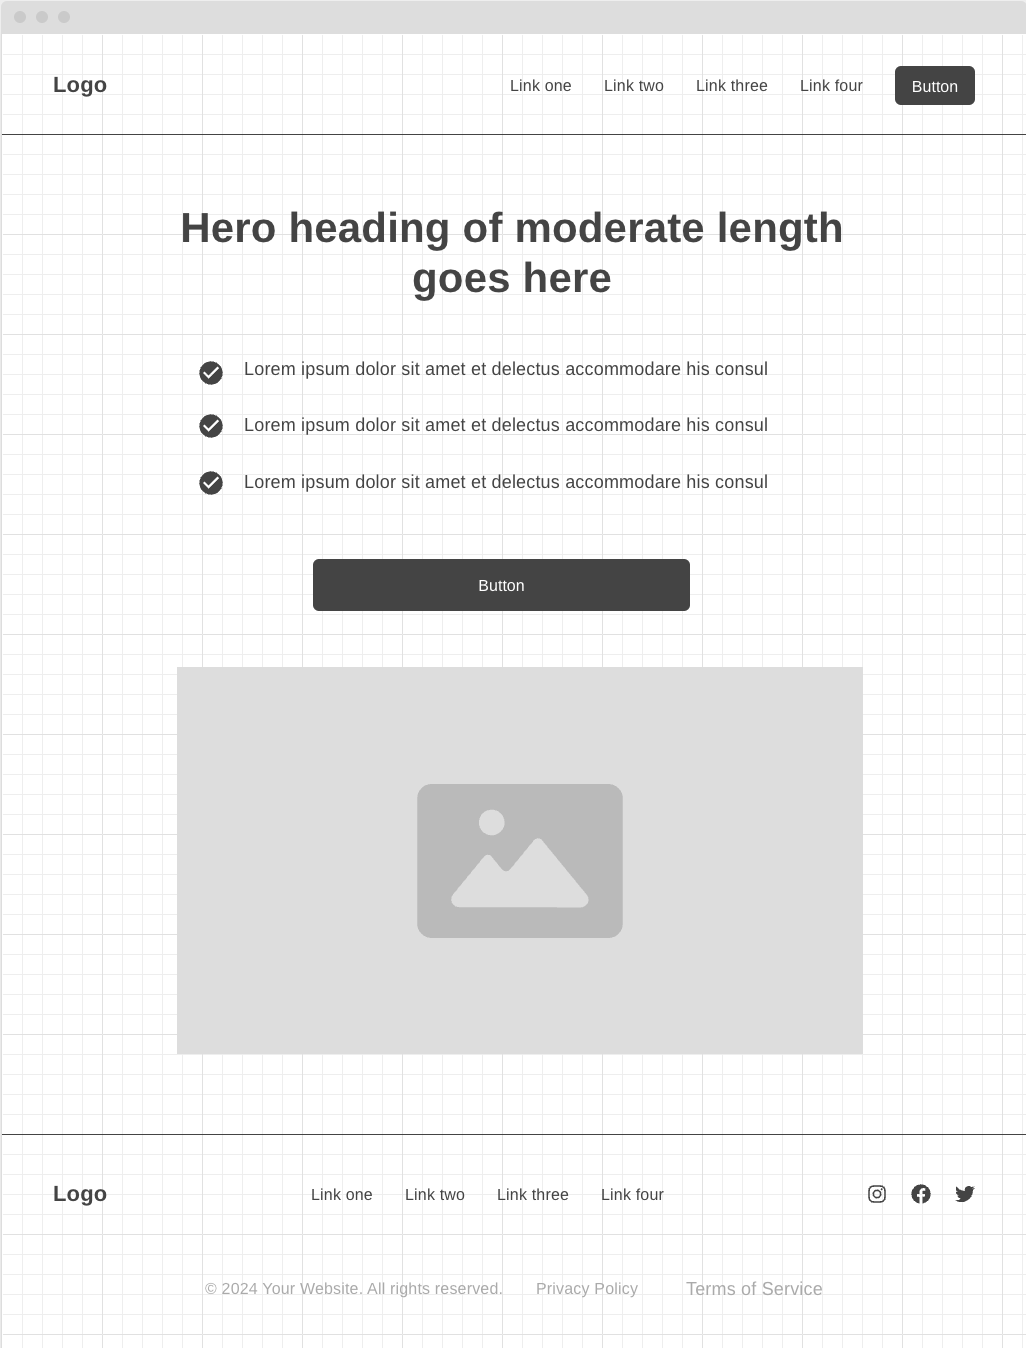 Logo
Link one Link two Link three Link four Button
Hero heading of moderate length
goes here
Lorem ipsum dolor sit amet et delectus accommodare his consul
Lorem ipsum dolor sit amet et delectus accommodare his consul
Lorem ipsum dolor sit amet et delectus accommodare his consul
Button
Logo
Link one Link two Link three Link four
© 2024 Your Website. All rights reserved. Privacy Policy Terms of Service